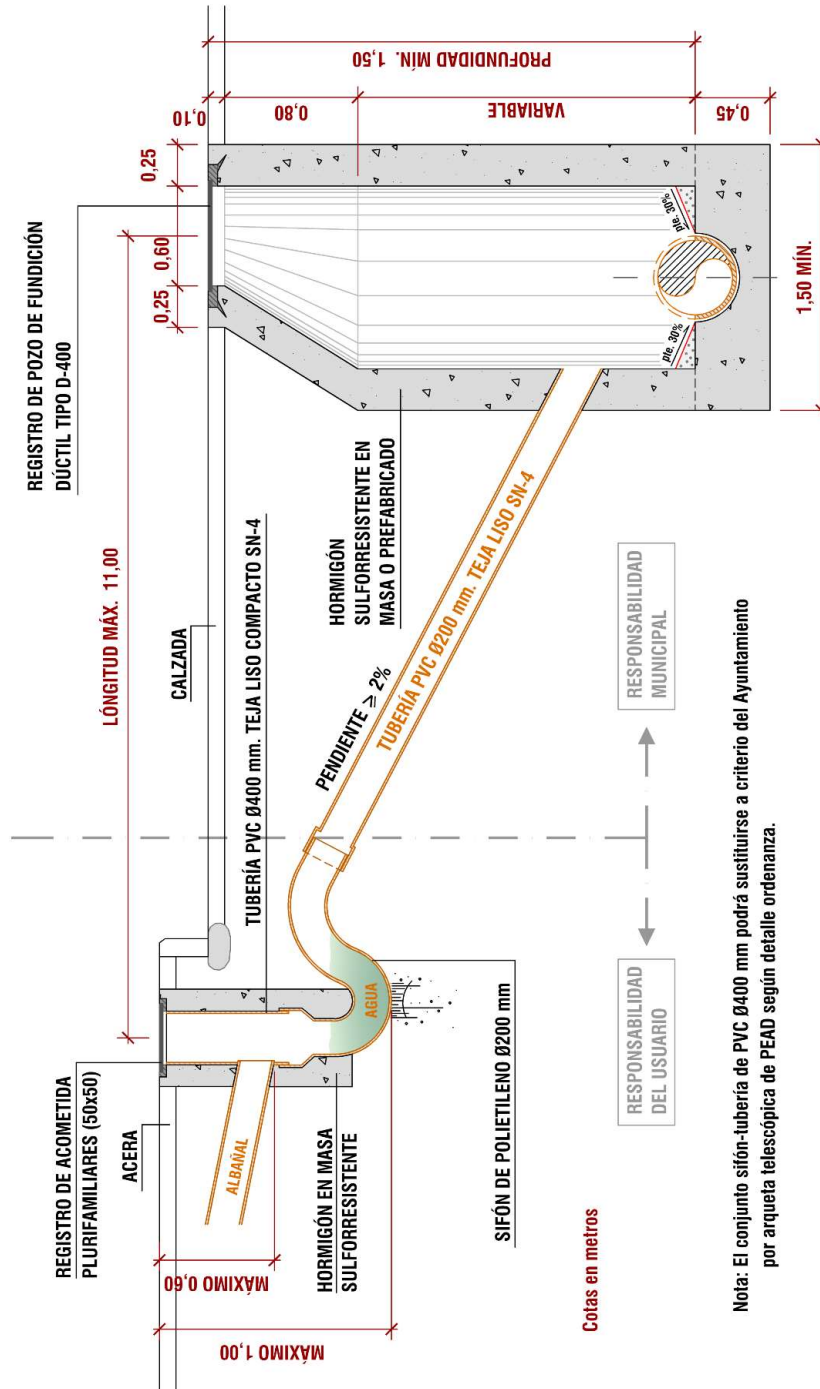 REGISTRO DE POZO DE FUNDICIÓN
DÚCTIL TIPO D-400
LÓNGITUD MÁX. 11,00
CALZADA
TUBERÍA PVC Ø400 mm. TEJA LISO COMPACTO SN-4
REGISTRO DE ACOMETIDA
PLURIFAMILIARES (50x50)
ACERA
ALBAÑAL
HORMIGÓN EN MASA
SULFORRESISTENTE
MÁXIMO 0,60
MÁXIMO 1,00
AGUA
SIFÓN DE POLIETILENO Ø200 mm
PENDIENTE ⩾ 2%
TUBERÍA PVC Ø200 mm. TEJA LISO SN-4
HORMIGÓN
SULFORRESISTENTE EN
MASA O PREFABRICADO
0,25
0,60
0,25
0,10
0,80
VARIABLE
0,45
PROFUNDIDAD MÍN. 1,50
pte. 30%
pte. 30%
1,50 MÍN.
RESPONSABILIDAD
DEL USUARIO
RESPONSABILIDAD
MUNICIPAL
Cotas en metros
Nota: El conjunto sifón-tubería de PVC Ø400 mm podrá sustituirse a criterio del Ayuntamiento
por arqueta telescópica de PEAD según detalle ordenanza.